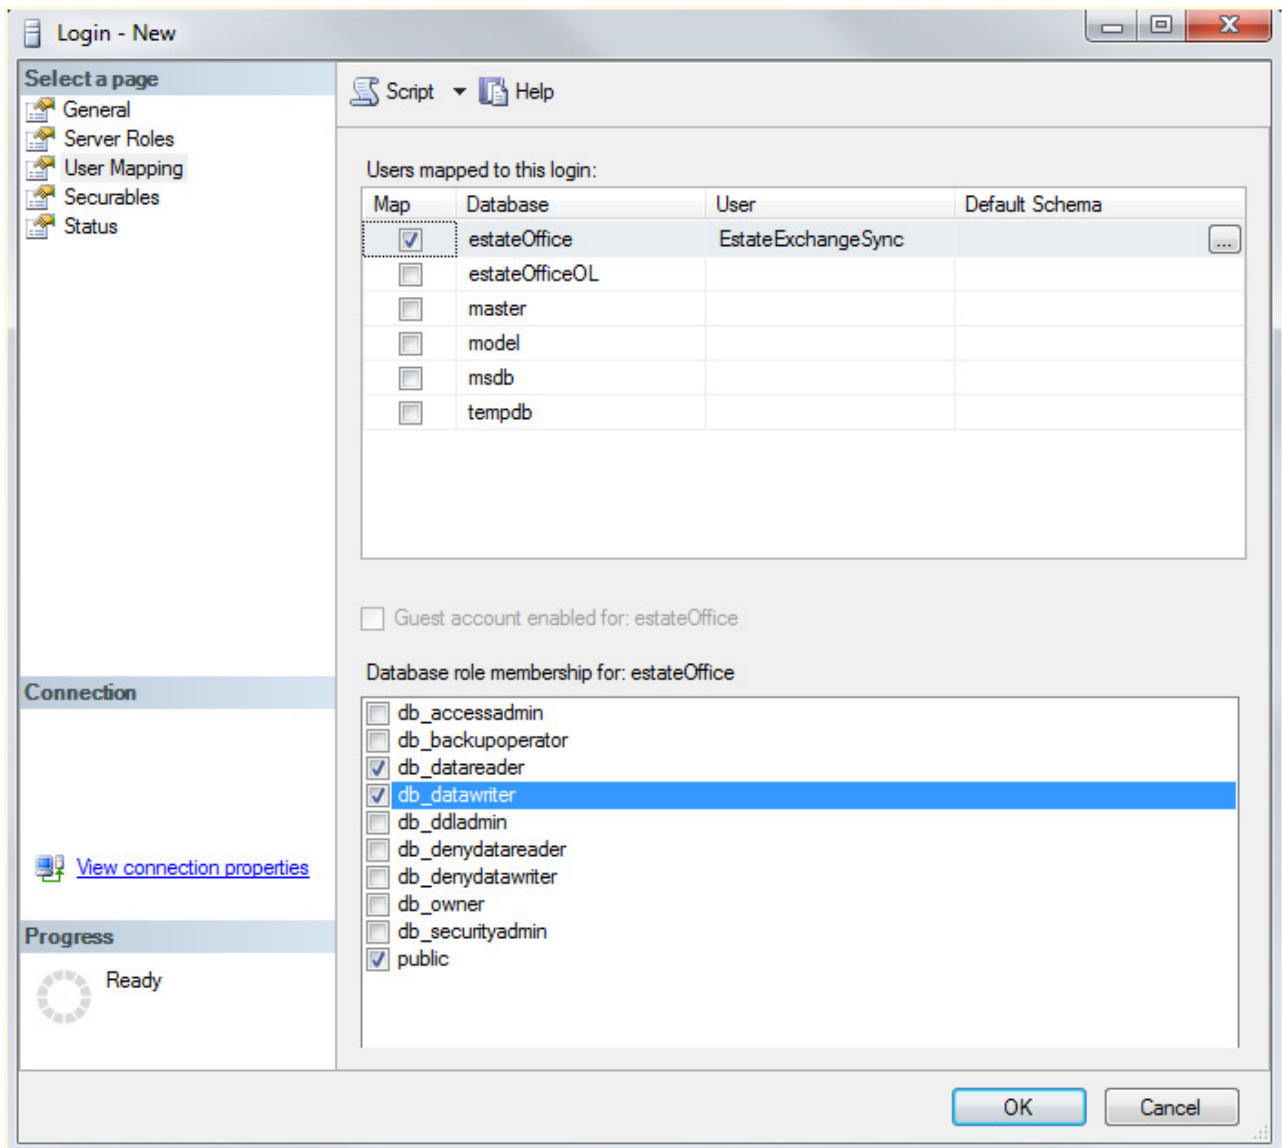 Login - New
Select a page
General
Server Roles
User Mapping
Securables
Status
Script Help
Users mapped to this login:
Map Database User Default Schema
estateOffice EstateExchangeSync ...
estateOfficeOL
master
model
msdb
tempdb
Guest account enabled for: estateOffice
Database role membership for: estateOffice
db_accessadmin
db_backupoperator
db_datareader
db_datawriter
db_ddladmin
db_denydatareader
db_denydatawriter
db_owner
db_securityadmin
public
Connection
View connection properties
Progress
Ready
OK Cancel